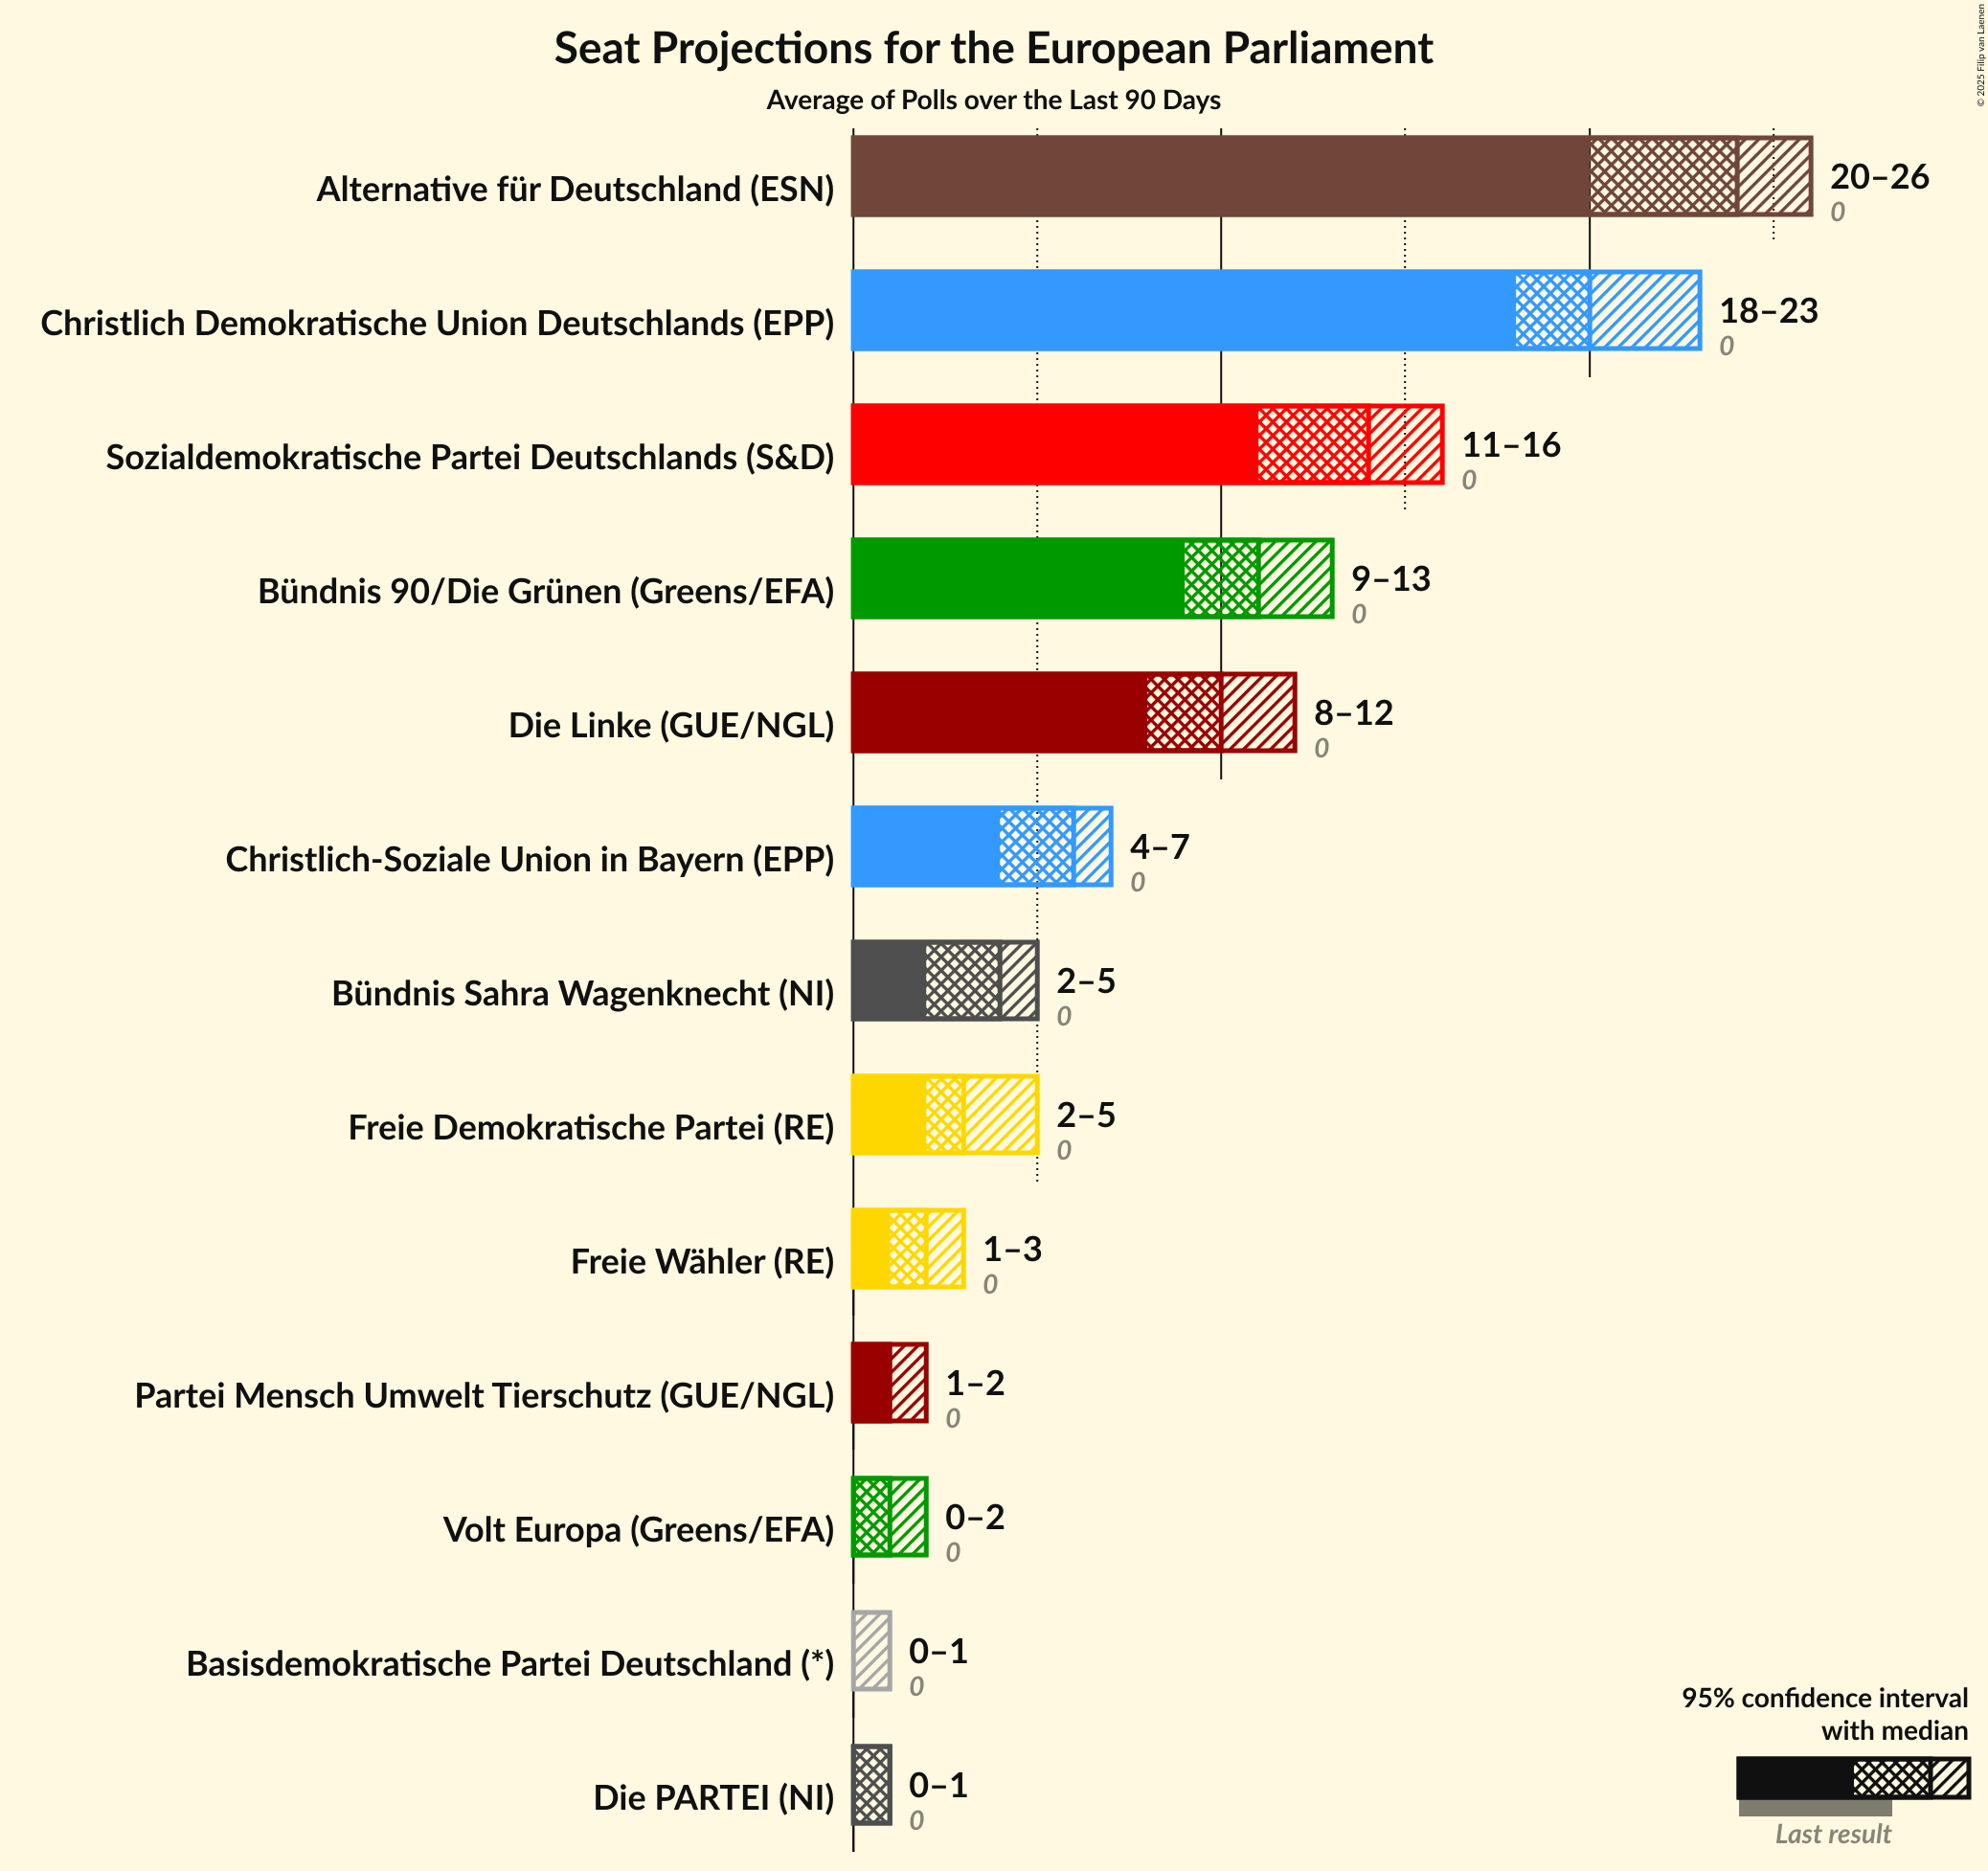 Seat Projections for the European Parliament
Average of Polls over the Last 90 Days
© 2025 Filip van Laenen
Alternative für Deutschland (ESN)
20–26
0
Christlich Demokratische Union Deutschlands (EPP)
18–23
0
Sozialdemokratische Partei Deutschlands (S&D)
11–16
0
Bündnis 90/Die Grünen (Greens/EFA)
9–13
0
Die Linke (GUE/NGL)
8–12
0
Christlich-Soziale Union in Bayern (EPP)
4–7
0
Bündnis Sahra Wagenknecht (NI)
2–5
0
Freie Demokratische Partei (RE)
2–5
0
Freie Wähler (RE)
1–3
0
Partei Mensch Umwelt Tierschutz (GUE/NGL)
1–2
0
Volt Europa (Greens/EFA)
0–2
0
Basisdemokratische Partei Deutschland (*)
0–1
0
Die PARTEI (NI)
0–1
0
95% confidence interval
with median
Last result